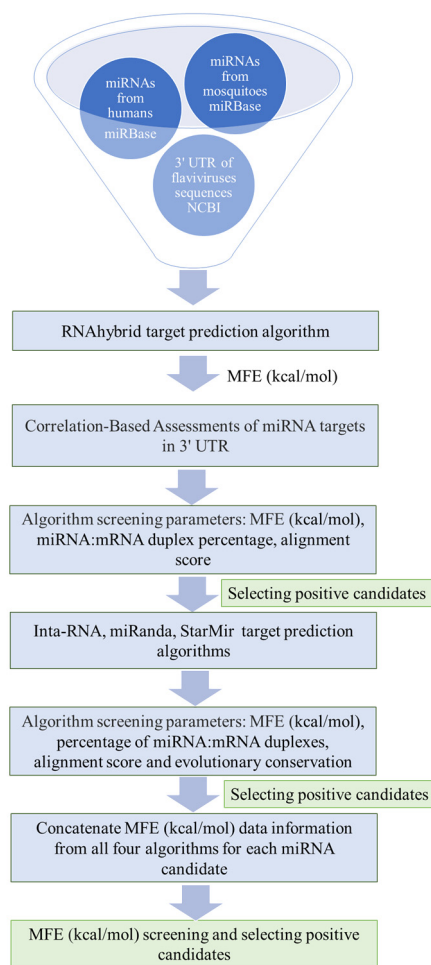 miRNAs
from
humans
miRBase
miRNAs
from
mosquitoes
miRBase
3' UTR of
flaviviruses
sequences
NCBI
RNAhybrid target prediction algorithm
MFE (kcal/mol)
Correlation-Based Assessments of miRNA targets
in 3' UTR
Algorithm screening parameters: MFE (kcal/mol),
miRNA:mRNA duplex percentage, alignment
score
Selecting positive candidates
Inta-RNA, miRanda, StarMir target prediction
algorithms
Algorithm screening parameters: MFE (kcal/mol),
percentage of miRNA:mRNA duplexes,
alignment score and evolutionary conservation
Selecting positive candidates
Concatenate MFE (kcal/mol) data information
from all four algorithms for each miRNA
candidate
MFE (kcal/mol) screening and selecting positive
candidates